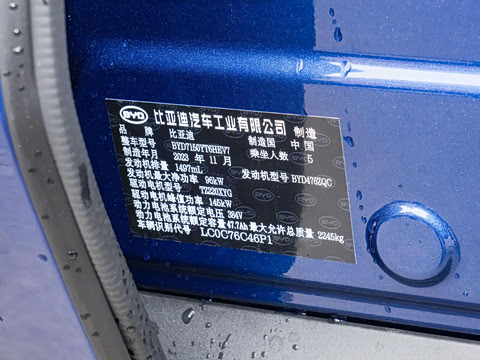 BYD 比亚迪汽车工业有限公司 制造
品牌 比亚迪 制造国 中国
整车型号 BYD7150YT6HEV7 乘坐人数 5
制造年月 2023 年 11 月
发动机排量 1497mL 发动机型号 BYD476ZQC
发动机最大净功率 95kW
驱动电机型号 TZ220XYG
驱动电机峰值功率 145kW
动力电池系统额定电压 384V
动力电池系统额定容量 47.7Ah 最大允许总质量 2245kg
车辆识别代号 LC0C76C46P1